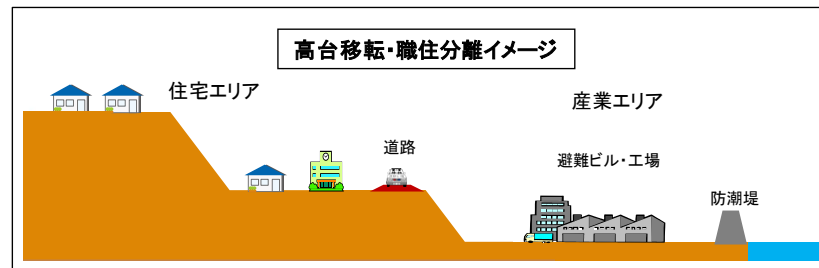 高台移転・職住分離イメージ
住宅エリア
産業エリア
道路
避難ビル・工場
防潮堤